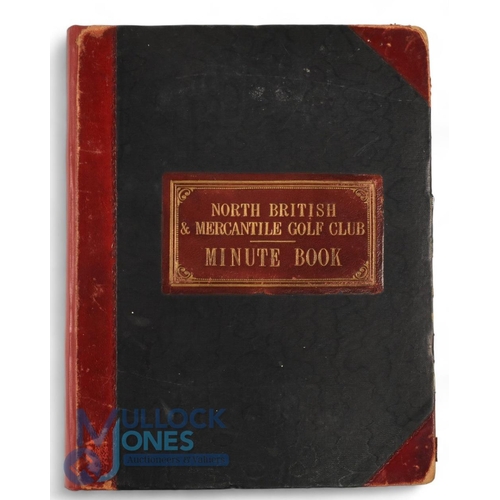 NORTH BRITISH
& MERCANTILE GOLF CLUB
MINUTE BOOK
MULLOCK
JONES